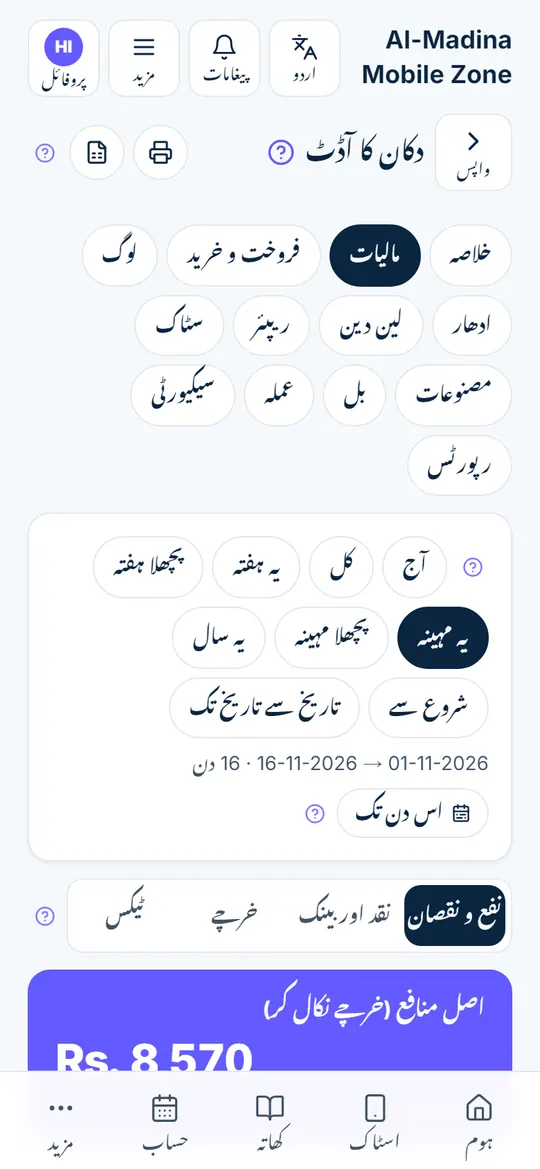 Al-Madina
Mobile Zone
اردو
پیغامات
مزید
HI
پروفائل
واپس
دکان کا آڈٹ
خلاصہ مالیات فروخت و خرید لوگ
ادھار لین دین ریپئر سٹاک
مصنوعات بل عملہ سیکیورٹی
رپورٹس
آج کل یہ ہفتہ پچھلا ہفتہ
یہ مہینہ پچھلا مہینہ یہ سال
شروع سے تاریخ سے تاریخ تک
01-11-2026 → 16-11-2026 · 16 دن
اس دن تک
نفع و نقصان نقد اور بینک خرچے ٹیکس
اصل منافع (خرچے نکال کر)
Rs. 8,570
ہوم اسٹاک کھاتہ حساب مزید